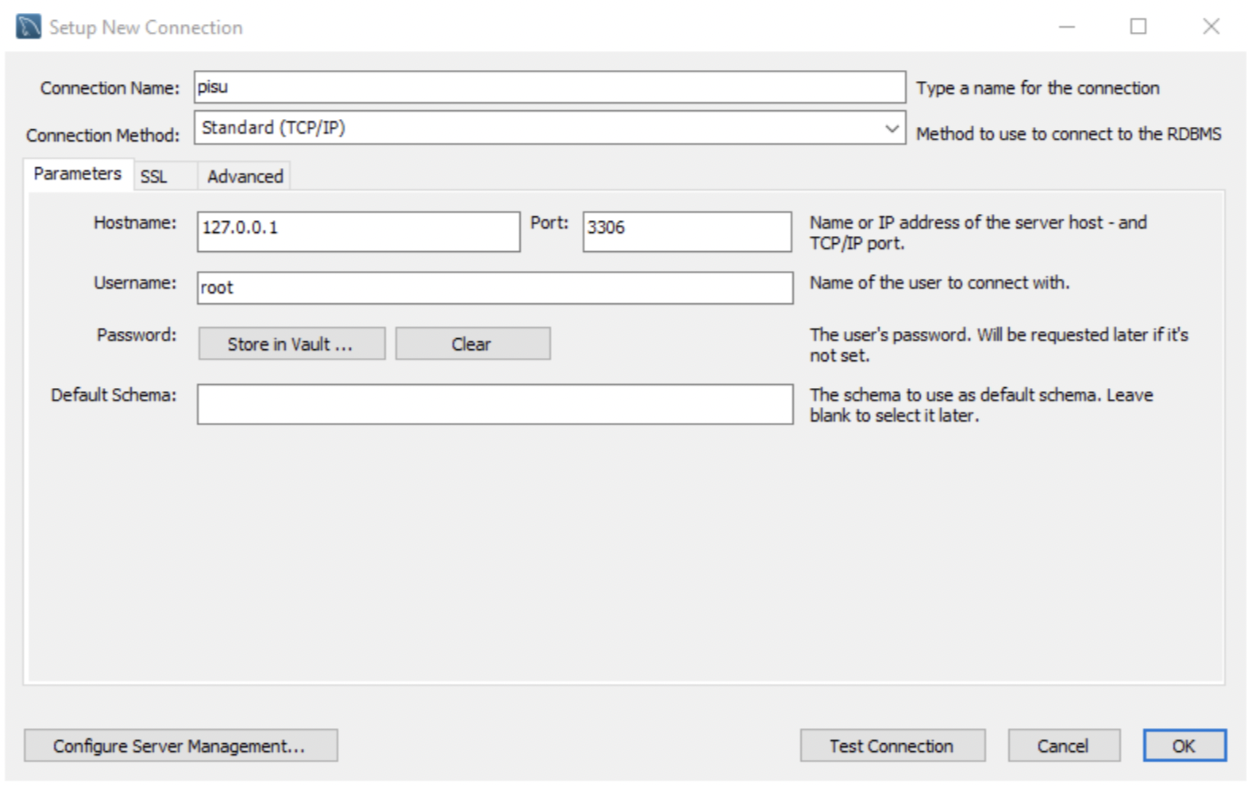 Setup New Connection
Connection Name: pisu Type a name for the connection
Connection Method: Standard (TCP/IP) Method to use to connect to the RDBMS
Parameters SSL Advanced
Hostname: 127.0.0.1 Port: 3306 Name or IP address of the server host - and
TCP/IP port.
Username: root Name of the user to connect with.
Password: Store in Vault ... Clear The user's password. Will be requested later if it's
not set.
Default Schema: The schema to use as default schema. Leave
blank to select it later.
Configure Server Management... Test Connection Cancel OK